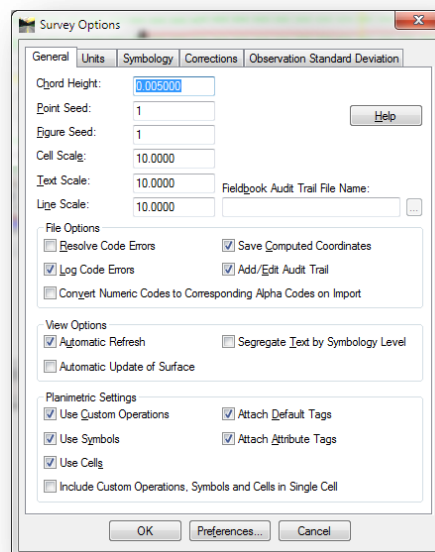 Survey Options
General Units Symbology Corrections Observation Standard Deviation
Chord Height: 0.005000
Point Seed: 1
Help
Figure Seed: 1
Cell Scale: 10.0000
Text Scale: 10.0000
Fieldbook Audit Trail File Name:
Line Scale: 10.0000
...
File Options
Resolve Code Errors Save Computed Coordinates
Log Code Errors Add/Edit Audit Trail
Convert Numeric Codes to Corresponding Alpha Codes on Import
View Options
Automatic Refresh Segregate Text by Symbology Level
Automatic Update of Surface
Planimetric Settings
Use Custom Operations Attach Default Tags
Use Symbols Attach Attribute Tags
Use Cells
Include Custom Operations, Symbols and Cells in Single Cell
OK Preferences... Cancel